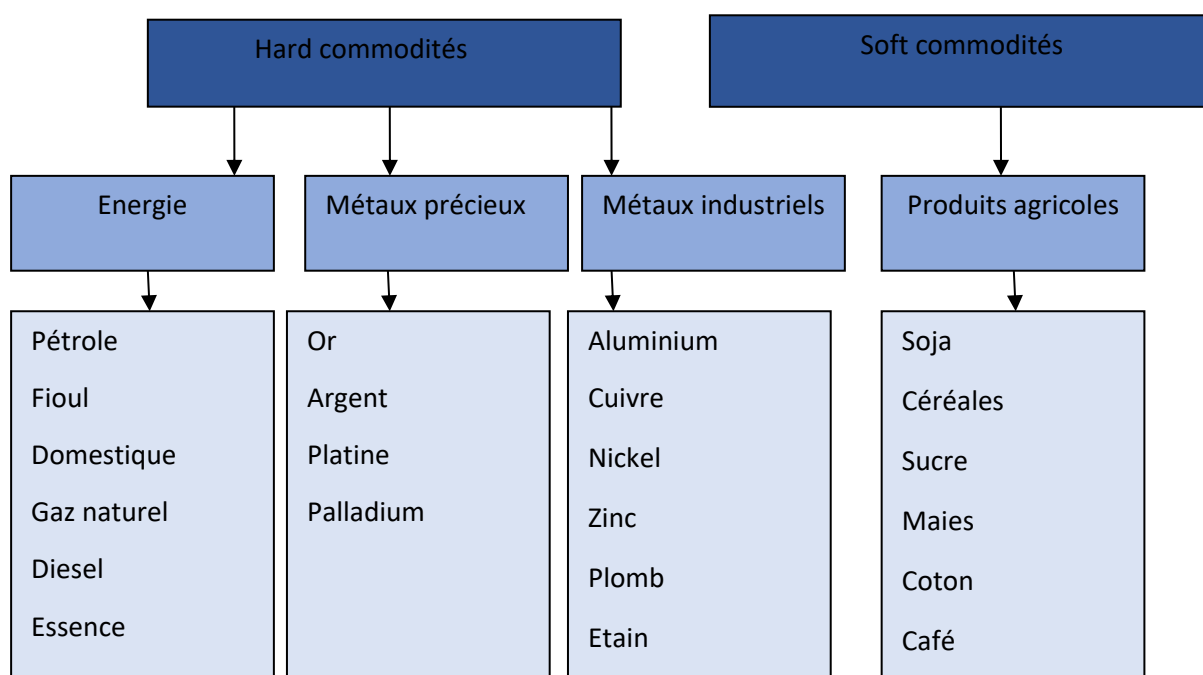 Hard commodités
Soft commodités
Energie
Métaux précieux
Métaux industriels
Produits agricoles
Pétrole
Fioul
Domestique
Gaz naturel
Diesel
Essence
Or
Argent
Platine
Palladium
Aluminium
Cuivre
Nickel
Zinc
Plomb
Etain
Soja
Céréales
Sucre
Maies
Coton
Café